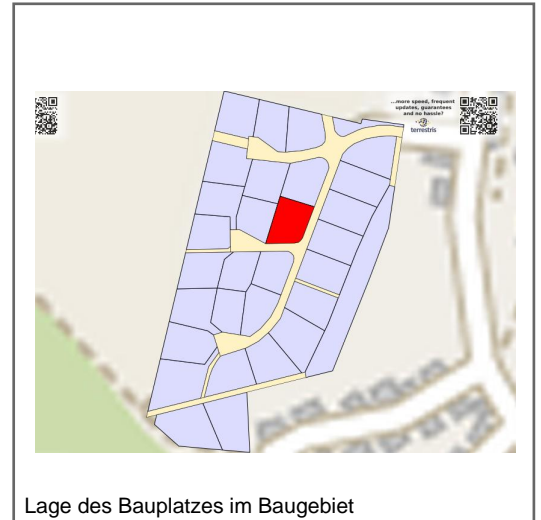 ...more speed, frequent
updates, guarantees
and no hassle?
terrestris
Lage des Bauplatzes im Baugebiet